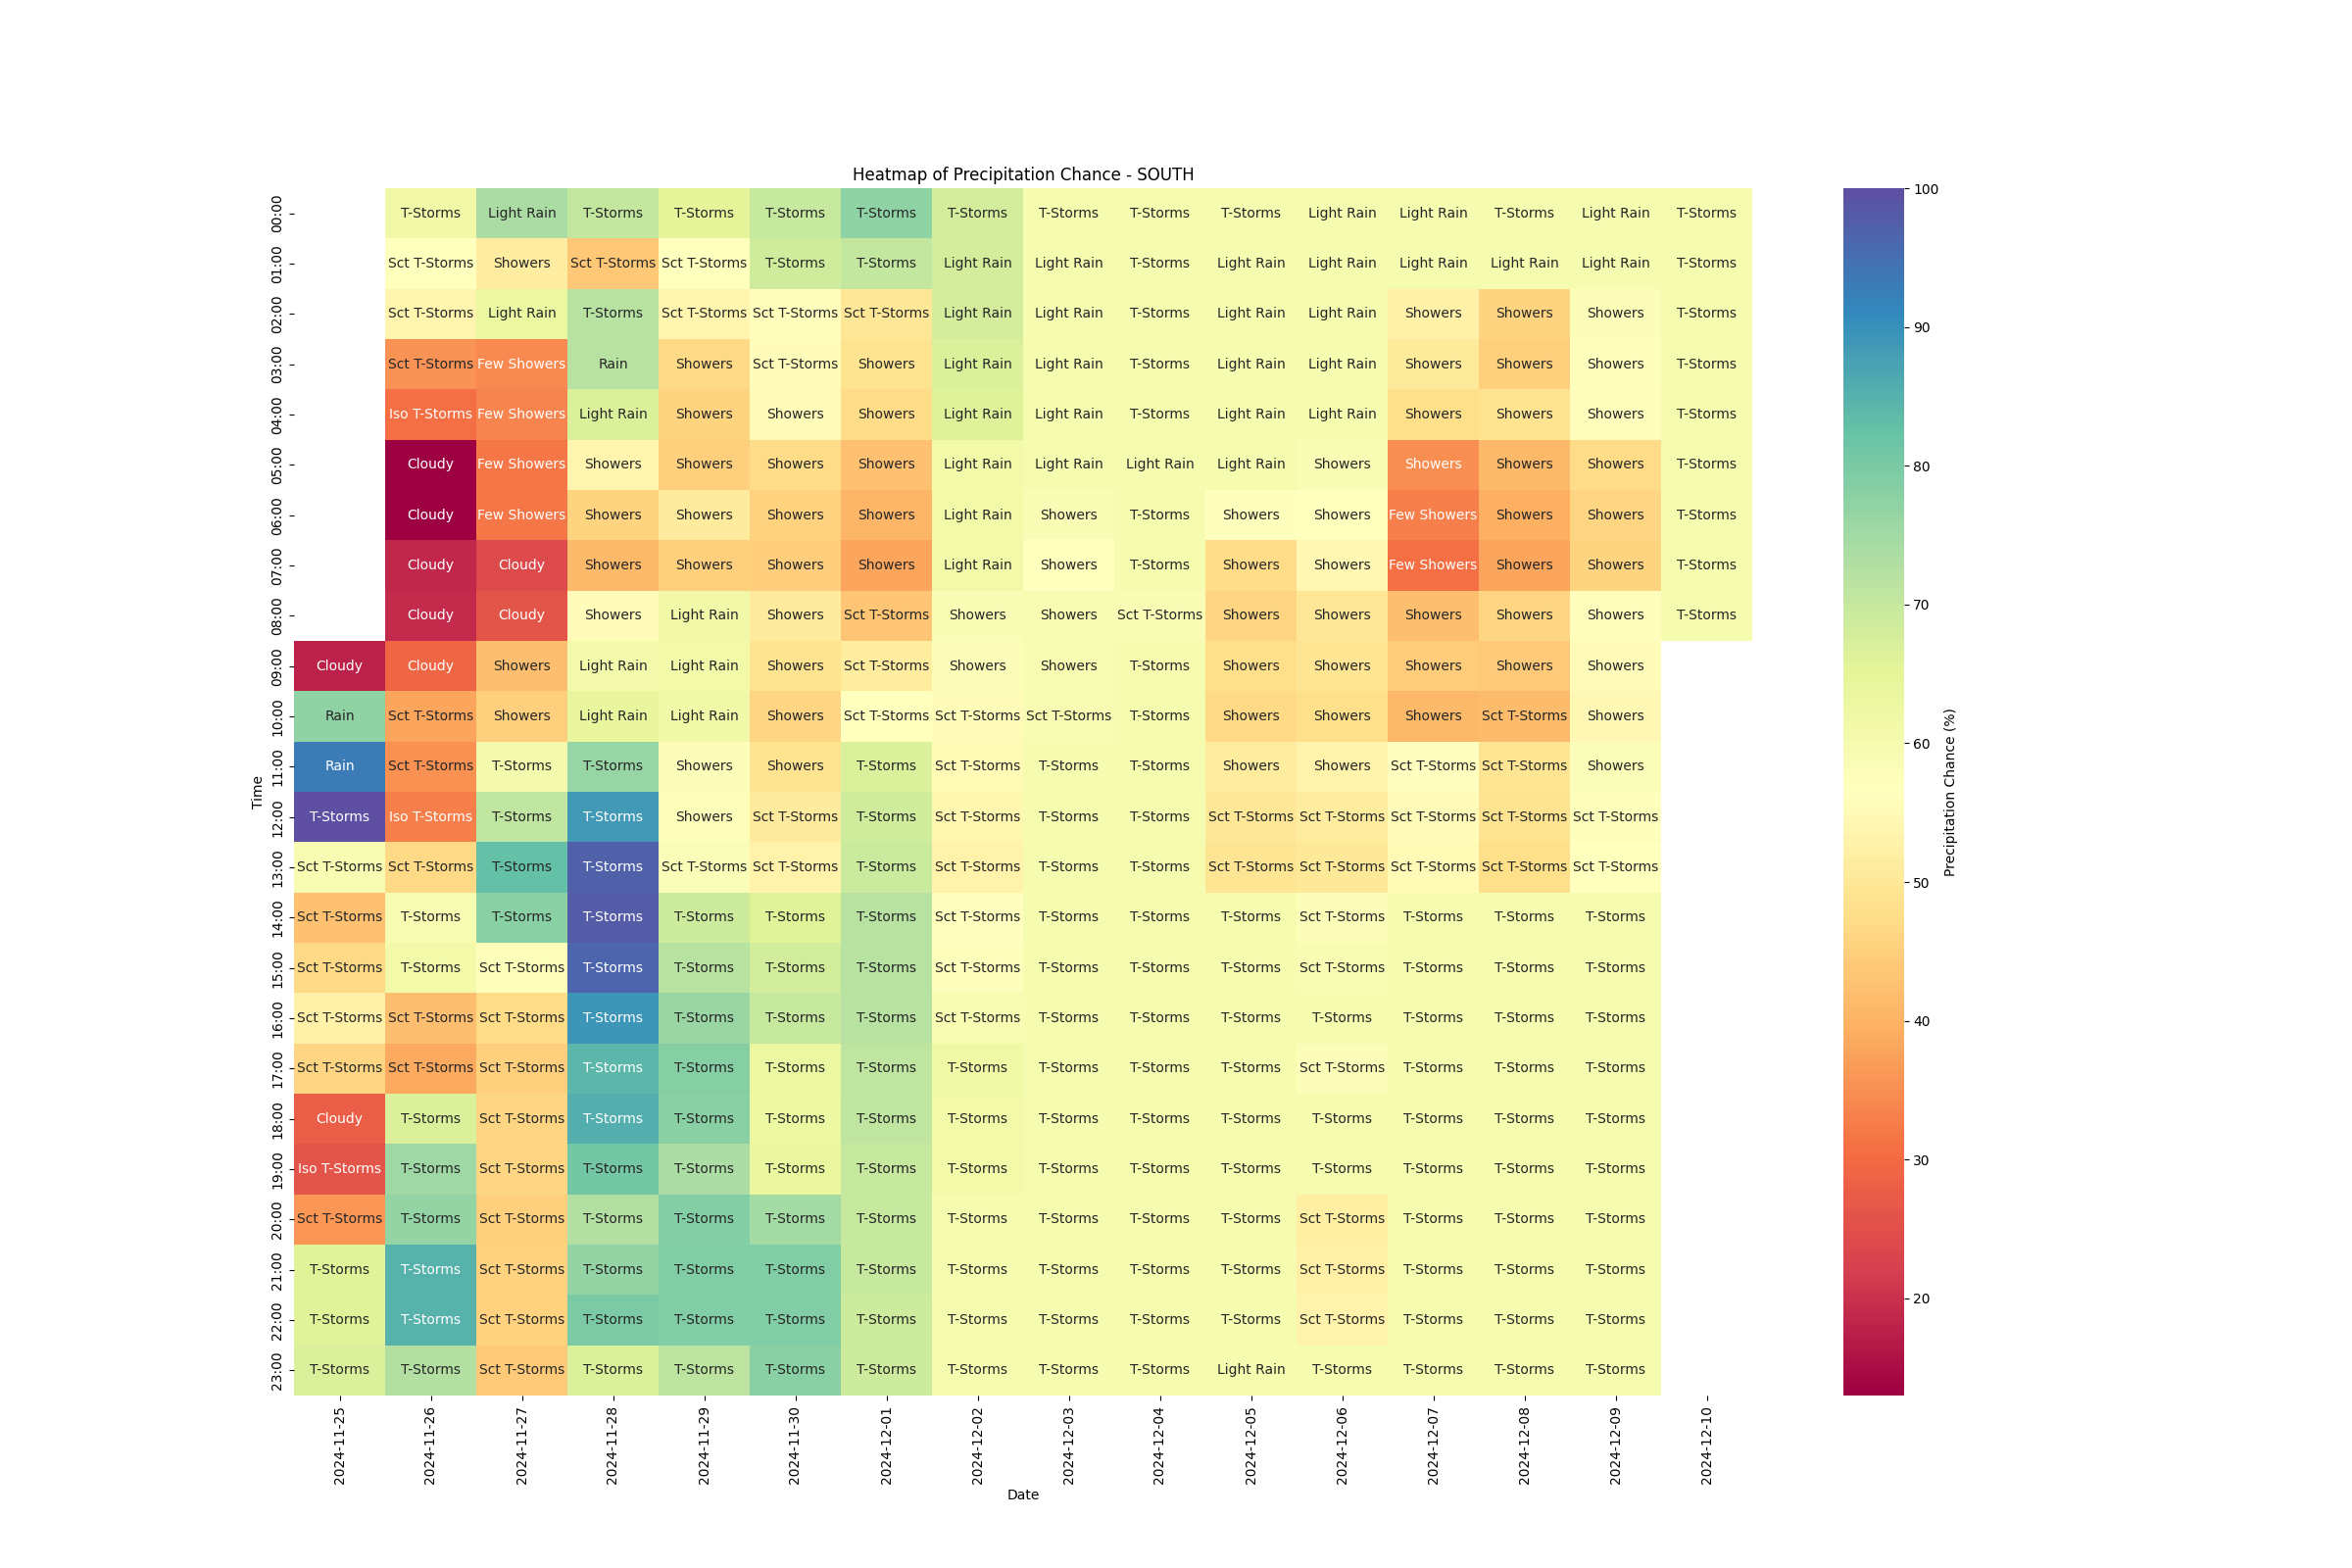 Heatmap of Precipitation Chance - SOUTH
00:00 T-Storms Light Rain T-Storms T-Storms T-Storms T-Storms T-Storms T-Storms T-Storms T-Storms Light Rain Light Rain T-Storms Light Rain T-Storms
01:00 Sct T-Storms Showers Sct T-Storms Sct T-Storms T-Storms T-Storms Light Rain Light Rain T-Storms Light Rain Light Rain Light Rain Light Rain Light Rain T-Storms
02:00 Sct T-Storms Light Rain T-Storms Sct T-Storms Sct T-Storms Sct T-Storms Light Rain Light Rain T-Storms Light Rain Light Rain Showers Showers Showers T-Storms
03:00 Sct T-Storms Few Showers Rain Showers Sct T-Storms Showers Light Rain Light Rain T-Storms Light Rain Light Rain Showers Showers Showers T-Storms
04:00 Iso T-Storms Few Showers Light Rain Showers Showers Showers Light Rain Light Rain T-Storms Light Rain Light Rain Showers Showers Showers T-Storms
05:00 Cloudy Few Showers Showers Showers Showers Showers Light Rain Light Rain Light Rain Light Rain Showers Showers Showers Showers T-Storms
06:00 Cloudy Few Showers Showers Showers Showers Showers Light Rain Showers T-Storms Showers Showers Few Showers Showers Showers T-Storms
07:00 Cloudy Cloudy Showers Showers Showers Showers Light Rain Showers T-Storms Showers Showers Few Showers Showers Showers T-Storms
08:00 Cloudy Cloudy Showers Light Rain Showers Sct T-Storms Showers Showers Sct T-Storms Showers Showers Showers Showers Showers T-Storms
09:00 Cloudy Cloudy Showers Light Rain Light Rain Showers Sct T-Storms Showers Showers T-Storms Showers Showers Showers Showers Showers
10:00 Rain Sct T-Storms Showers Light Rain Light Rain Showers Sct T-Storms Sct T-Storms Sct T-Storms T-Storms Showers Showers Showers Sct T-Storms Showers
11:00 Rain Sct T-Storms T-Storms T-Storms Showers Showers T-Storms Sct T-Storms T-Storms T-Storms Showers Showers Sct T-Storms Sct T-Storms Showers
12:00 T-Storms Iso T-Storms T-Storms T-Storms Showers Sct T-Storms T-Storms Sct T-Storms T-Storms T-Storms Sct T-Storms Sct T-Storms Sct T-Storms Sct T-Storms Sct T-Storms
13:00 Sct T-Storms Sct T-Storms T-Storms T-Storms Sct T-Storms Sct T-Storms T-Storms Sct T-Storms T-Storms T-Storms Sct T-Storms Sct T-Storms Sct T-Storms Sct T-Storms Sct T-Storms
14:00 Sct T-Storms T-Storms T-Storms T-Storms T-Storms T-Storms T-Storms Sct T-Storms T-Storms T-Storms T-Storms Sct T-Storms T-Storms T-Storms T-Storms
15:00 Sct T-Storms T-Storms Sct T-Storms T-Storms T-Storms T-Storms T-Storms Sct T-Storms T-Storms T-Storms T-Storms Sct T-Storms T-Storms T-Storms T-Storms
16:00 Sct T-Storms Sct T-Storms Sct T-Storms T-Storms T-Storms T-Storms T-Storms Sct T-Storms T-Storms T-Storms T-Storms T-Storms T-Storms T-Storms T-Storms
17:00 Sct T-Storms Sct T-Storms Sct T-Storms T-Storms T-Storms T-Storms T-Storms T-Storms T-Storms T-Storms T-Storms Sct T-Storms T-Storms T-Storms T-Storms
18:00 Cloudy T-Storms Sct T-Storms T-Storms T-Storms T-Storms T-Storms T-Storms T-Storms T-Storms T-Storms T-Storms T-Storms T-Storms T-Storms
19:00 Iso T-Storms T-Storms Sct T-Storms T-Storms T-Storms T-Storms T-Storms T-Storms T-Storms T-Storms T-Storms T-Storms T-Storms T-Storms T-Storms
20:00 Sct T-Storms T-Storms Sct T-Storms T-Storms T-Storms T-Storms T-Storms T-Storms T-Storms T-Storms T-Storms Sct T-Storms T-Storms T-Storms T-Storms
21:00 T-Storms T-Storms Sct T-Storms T-Storms T-Storms T-Storms T-Storms T-Storms T-Storms T-Storms T-Storms Sct T-Storms T-Storms T-Storms T-Storms
22:00 T-Storms T-Storms Sct T-Storms T-Storms T-Storms T-Storms T-Storms T-Storms T-Storms T-Storms T-Storms Sct T-Storms T-Storms T-Storms T-Storms
23:00 T-Storms T-Storms Sct T-Storms T-Storms T-Storms T-Storms T-Storms T-Storms T-Storms T-Storms Light Rain T-Storms T-Storms T-Storms T-Storms
Time
2024-11-25 2024-11-26 2024-11-27 2024-11-28 2024-11-29 2024-11-30 2024-12-01 2024-12-02 2024-12-03 2024-12-04 2024-12-05 2024-12-06 2024-12-07 2024-12-08 2024-12-09 2024-12-10
Date
100
90
80
70
60
50
40
30
20
Precipitation Chance (%)